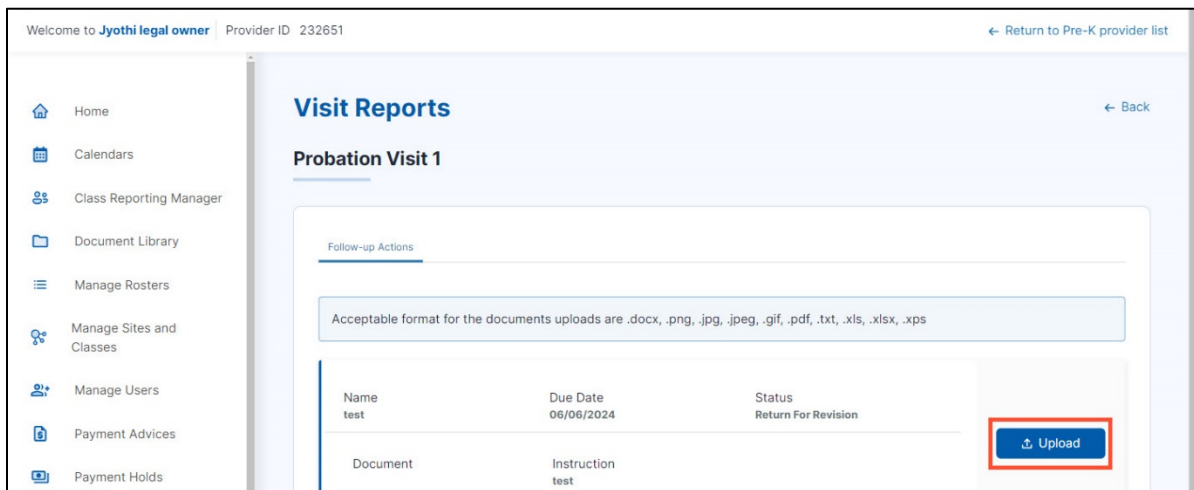 Welcome to Jyothi legal owner Provider ID 232651
← Return to Pre-K provider list
Home
Calendars
Class Reporting Manager
Document Library
Manage Rosters
Manage Sites and
Classes
Manage Users
Payment Advices
Payment Holds
Visit Reports
← Back
Probation Visit 1
Follow-up Actions
Acceptable format for the documents uploads are .docx, .png, .jpg, .jpeg, .gif, .pdf, .txt, .xls, .xlsx, .xps
Name Due Date Status
test 06/06/2024 Return For Revision
Upload
Document Instruction
test